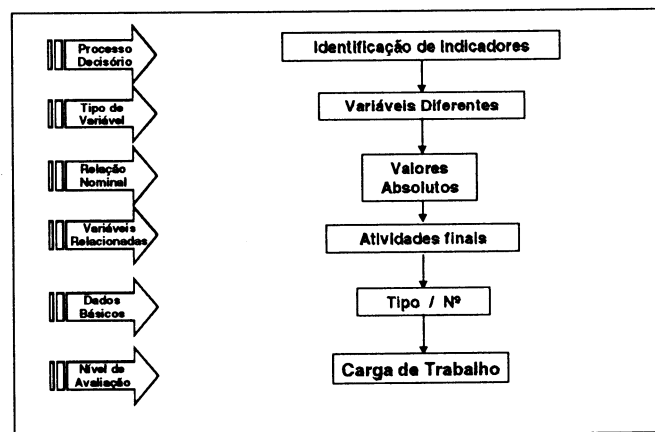 Processo
Decisório
Identificação de Indicadores
Tipo de
Variável
Variáveis Diferentes
Relação
Nominal
Valores
Absolutos
Variáveis
Relacionadas
Atividades finais
Dados
Básicos
Tipo / Nº
Nível de
Avaliação
Carga de Trabalho